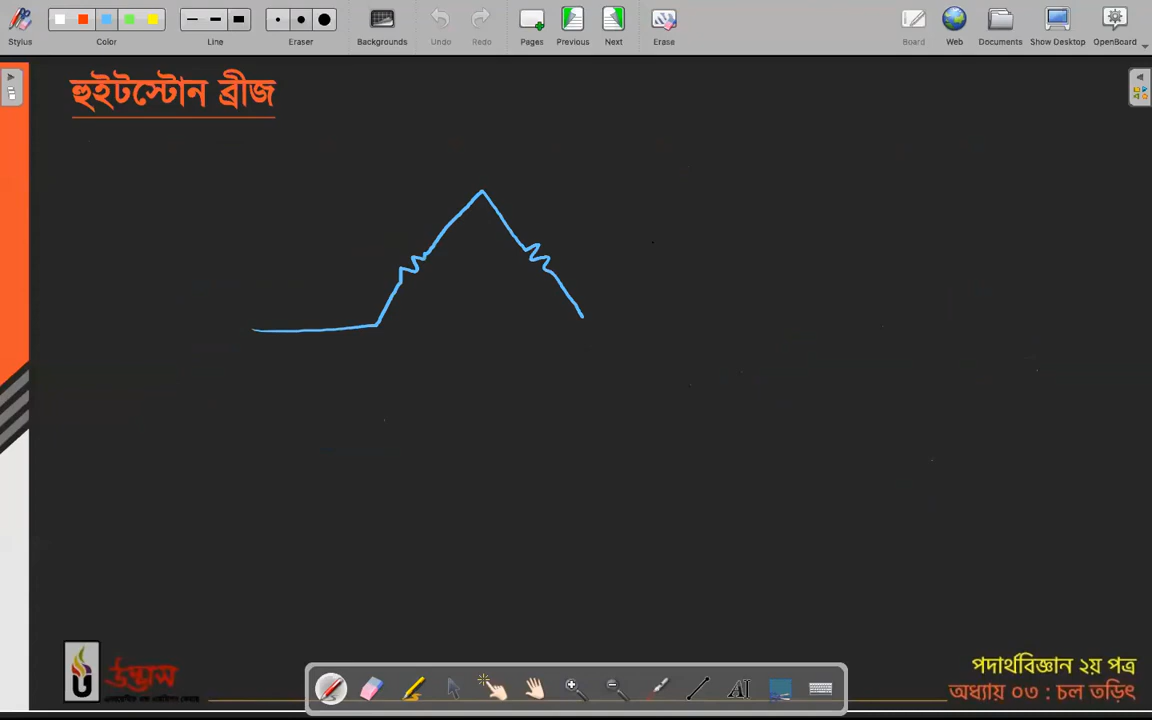 Stylus
Color
Line
Eraser
Backgrounds
Undo
Redo
Pages
Previous
Next
Erase
Board
Web
Documents
Show Desktop
OpenBoard
হুইটস্টোন ব্রীজ
উদ্ভাস
পদার্থবিজ্ঞান ২য় পত্র
অধ্যায় ০৩ : চল তড়িৎ